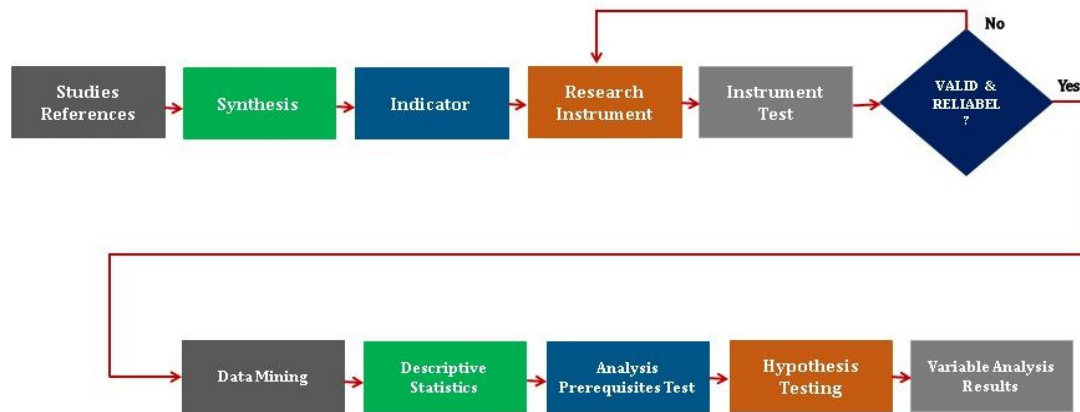 No
Studies
References
Synthesis
Indicator
Research
Instrument
Instrument
Test
VALID &
RELIABEL
?
Yes
Data Mining
Descriptive
Statistics
Analysis
Prerequisites Test
Hypothesis
Testing
Variable Analysis
Results